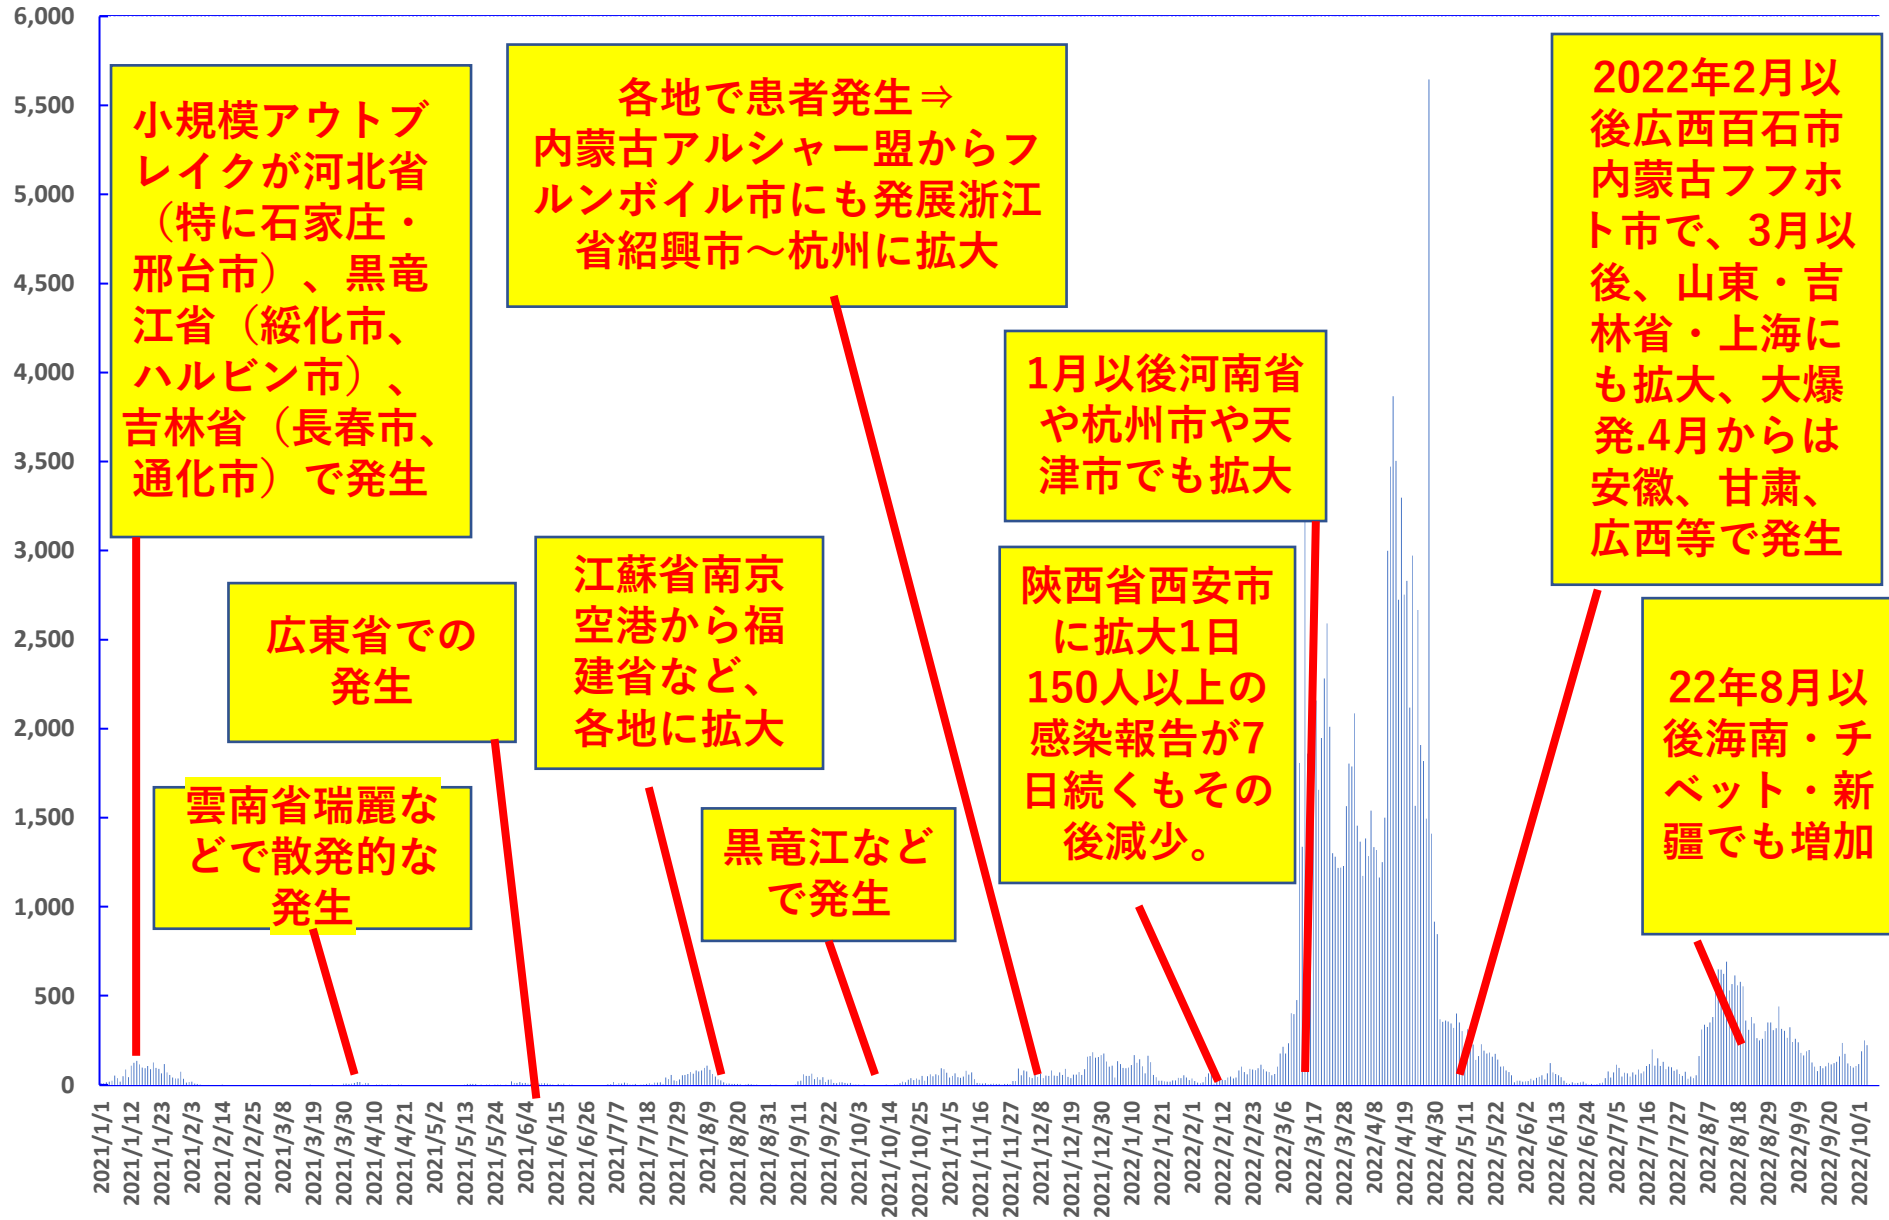 6,000
5,500
5,000
4,500
4,000
3,500
3,000
2,500
2,000
1,500
1,000
500
0
小規模アウトブ
レイクが河北省
（特に石家庄・
邢台市）、黒竜
江省（綏化市、
ハルビン市）、
吉林省（長春市、
通化市）で発生
各地で患者発生⇒
内蒙古アルシャー盟からフ
ルンボイル市にも発展浙江
省紹興市～杭州に拡大
2022年2月以
後広西百石市
内蒙古フフホ
ト市で、3月以
後、山東・吉
林省・上海に
も拡大、大爆
発.4月からは
安徽、甘粛、
広西等で発生
1月以後河南省
や杭州市や天
津市でも拡大
広東省での
発生
江蘇省南京
空港から福
建省など、
各地に拡大
陝西省西安市
に拡大1日
150人以上の
感染報告が7
日続くもその
後減少。
22年8月以
後海南・チ
ベット・新
疆でも増加
雲南省瑞麗な
どで散発的な
発生
黒竜江など
で発生
2021/1/1
2021/1/12
2021/1/23
2021/2/3
2021/2/14
2021/2/25
2021/3/8
2021/3/19
2021/3/30
2021/4/10
2021/4/21
2021/5/2
2021/5/13
2021/5/24
2021/6/4
2021/6/15
2021/6/26
2021/7/7
2021/7/18
2021/7/29
2021/8/9
2021/8/20
2021/8/31
2021/9/11
2021/9/22
2021/10/3
2021/10/14
2021/10/25
2021/11/5
2021/11/16
2021/11/27
2021/12/8
2021/12/19
2021/12/30
2022/1/10
2022/1/21
2022/2/1
2022/2/12
2022/2/23
2022/3/6
2022/3/17
2022/3/28
2022/4/8
2022/4/19
2022/4/30
2022/5/11
2022/5/22
2022/6/2
2022/6/13
2022/6/24
2022/7/5
2022/7/16
2022/7/27
2022/8/7
2022/8/18
2022/8/29
2022/9/9
2022/9/20
2022/10/1